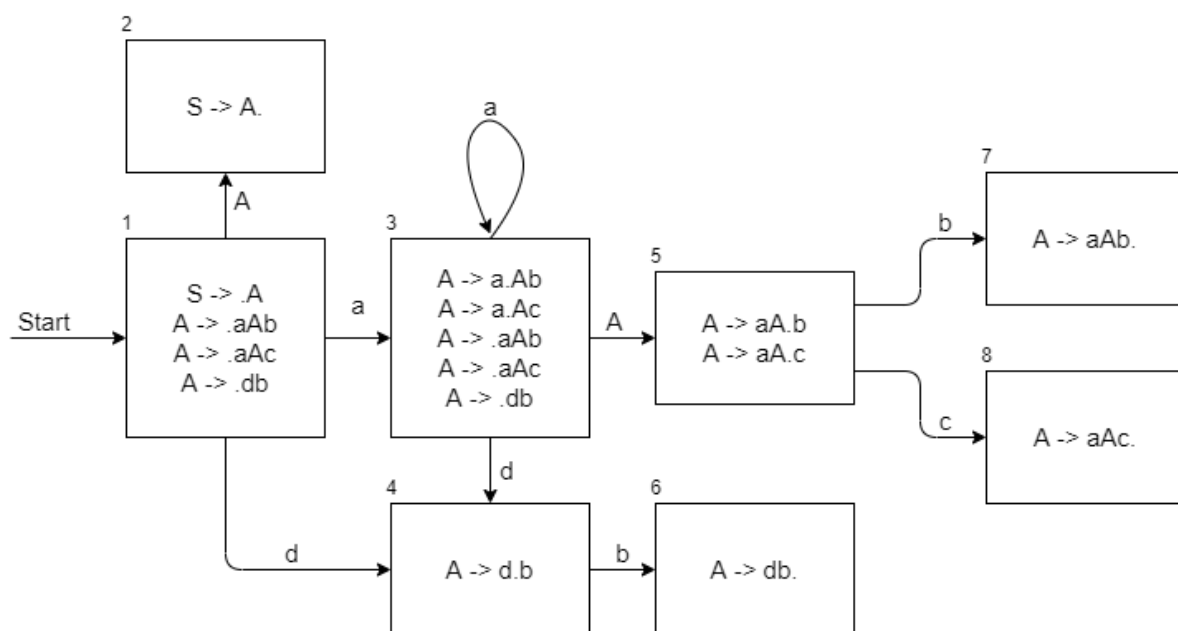 2
S -> A.
A
1
S -> .A
A -> .aAb
A -> .aAc
A -> .db
Start
a
a
3
A -> a.Ab
A -> a.Ac
A -> .aAb
A -> .aAc
A -> .db
A
5
A -> aA.b
A -> aA.c
b
7
A -> aAb.
c
8
A -> aAc.
d
d
4
A -> d.b
b
6
A -> db.